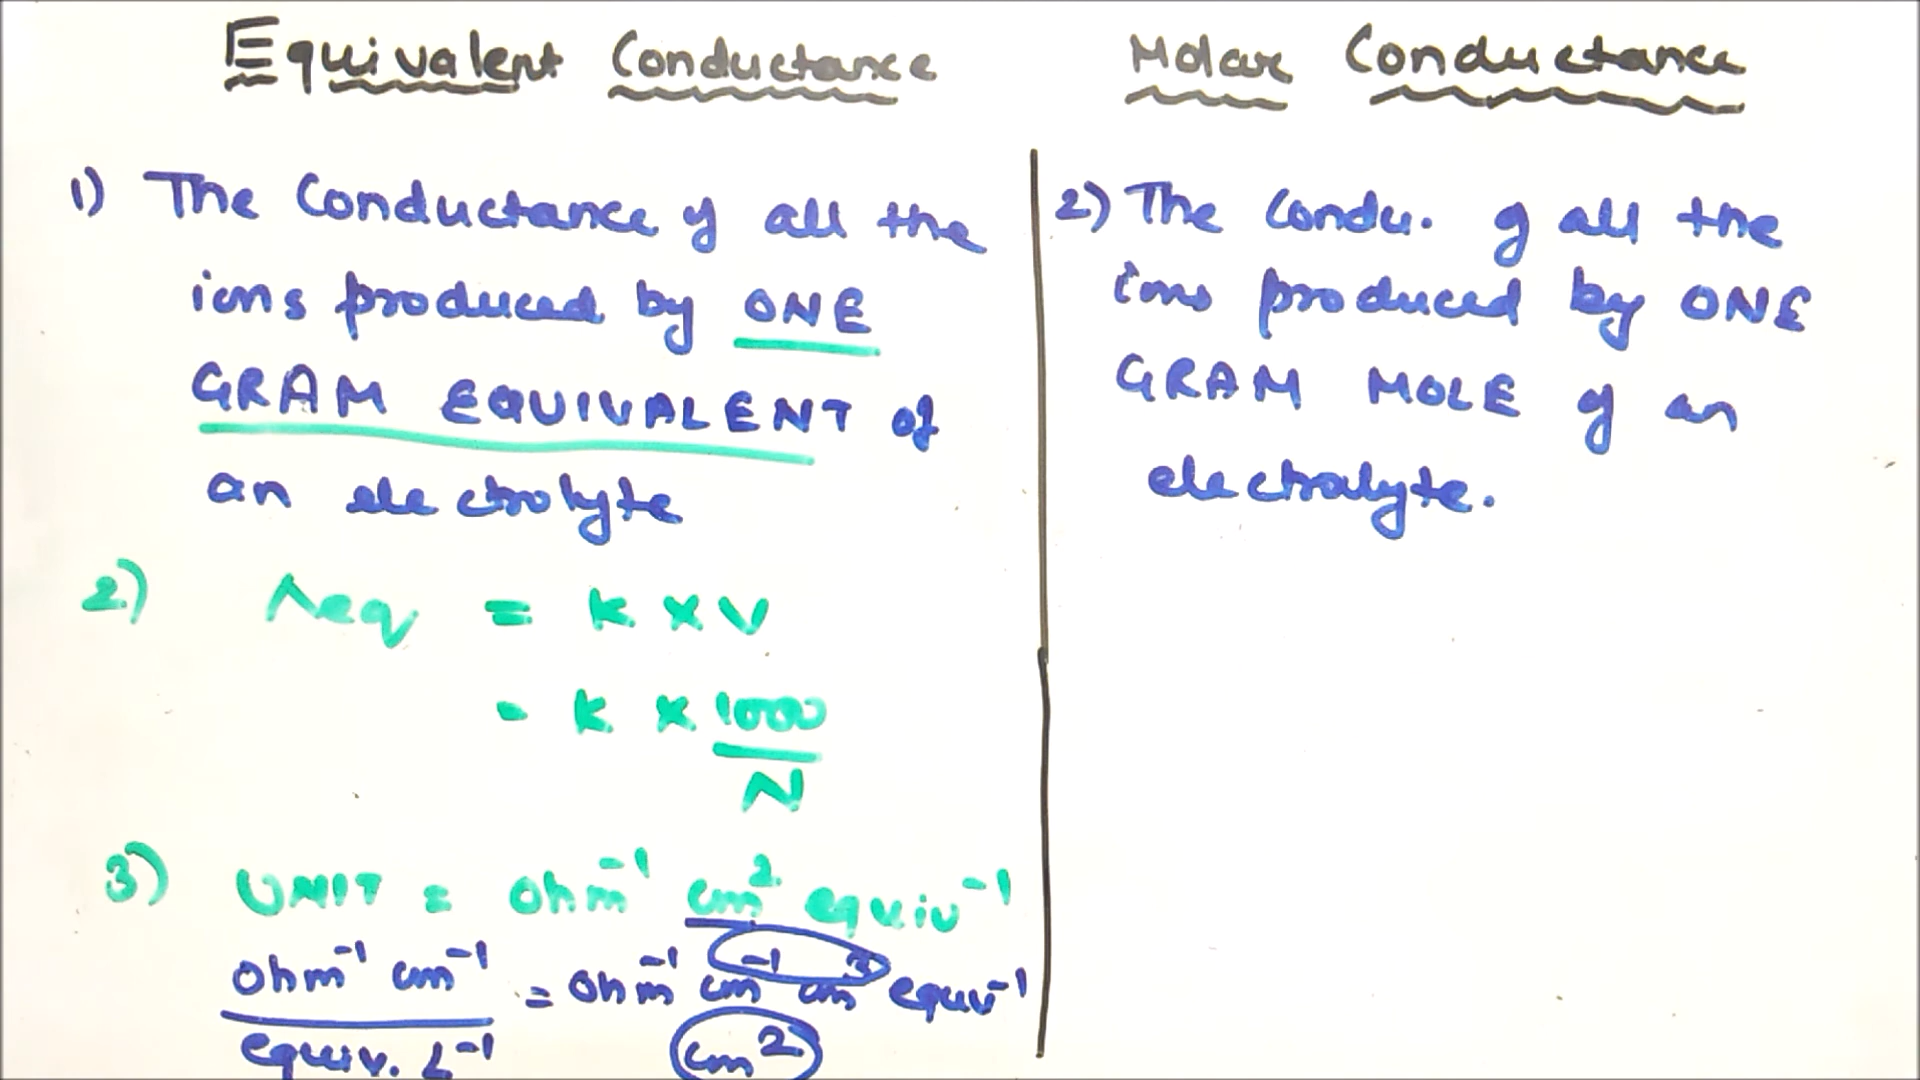 Equivalent Conductance
1) The Conductance of all the
ions produced by ONE
GRAM EQUIVALENT of
an electrolyte
2) Λeq = K × V
= K × 1000
N
3) UNIT = ohm⁻¹ cm² equiv⁻¹
ohm⁻¹ cm⁻¹ = ohm⁻¹ cm⁻¹ cm³ equiv⁻¹
equiv. L⁻¹
cm²
Molar Conductance
2) The Condu. of all the
ions produced by ONE
GRAM MOLE of an
electrolyte.